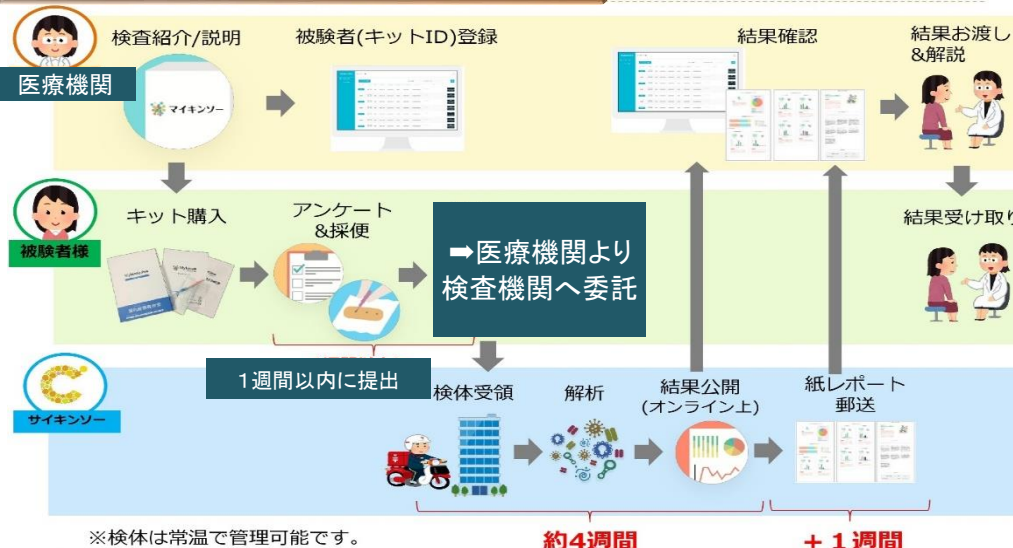 検査紹介/説明
被験者(キットID)登録
結果確認
結果お渡し
&解説
医療機関
マイキンソー
キット購入
アンケート
&採便
➡医療機関より
検査機関へ委託
結果受け取り
被験者様
1週間以内に提出
検体受領
解析
結果公開
(オンライン上)
紙レポート
郵送
サイキンソー
※検体は常温で管理可能です。
約4週間
+1週間